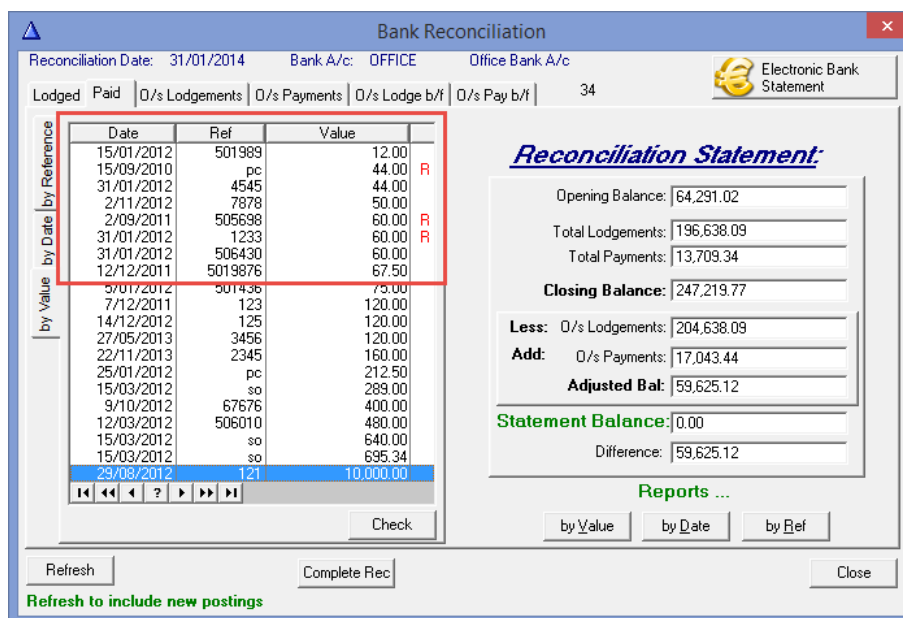 Bank Reconciliation
Reconciliation Date: 31/01/2014 Bank A/c: OFFICE Office Bank A/c
Electronic Bank
Statement
Lodged Paid O/s Lodgements O/s Payments O/s Lodge b/f O/s Pay b/f 34
by Reference
by Date
by Value
Date Ref Value
15/01/2012 501989 12.00
15/09/2010 pc 44.00 R
31/01/2012 4545 44.00
2/11/2012 7878 50.00
2/09/2011 505698 60.00 R
31/01/2012 1233 60.00 R
31/01/2012 506430 60.00
12/12/2011 5019876 67.50
5/01/2012 501436 75.00
7/12/2011 123 120.00
14/12/2012 125 120.00
27/05/2013 3456 120.00
22/11/2013 2345 160.00
25/01/2012 pc 212.50
15/03/2012 so 289.00
9/10/2012 67676 400.00
12/03/2012 506010 480.00
15/03/2012 so 640.00
15/03/2012 so 695.34
29/08/2012 121 10,000.00
?
Check
Reconciliation Statement:
Opening Balance: 64,291.02
Total Lodgements: 196,638.09
Total Payments: 13,709.34
Closing Balance: 247,219.77
Less: O/s Lodgements: 204,638.09
Add: O/s Payments: 17,043.44
Adjusted Bal: 59,625.12
Statement Balance: 0.00
Difference: 59,625.12
Reports ...
by Value by Date by Ref
Refresh Complete Rec Close
Refresh to include new postings